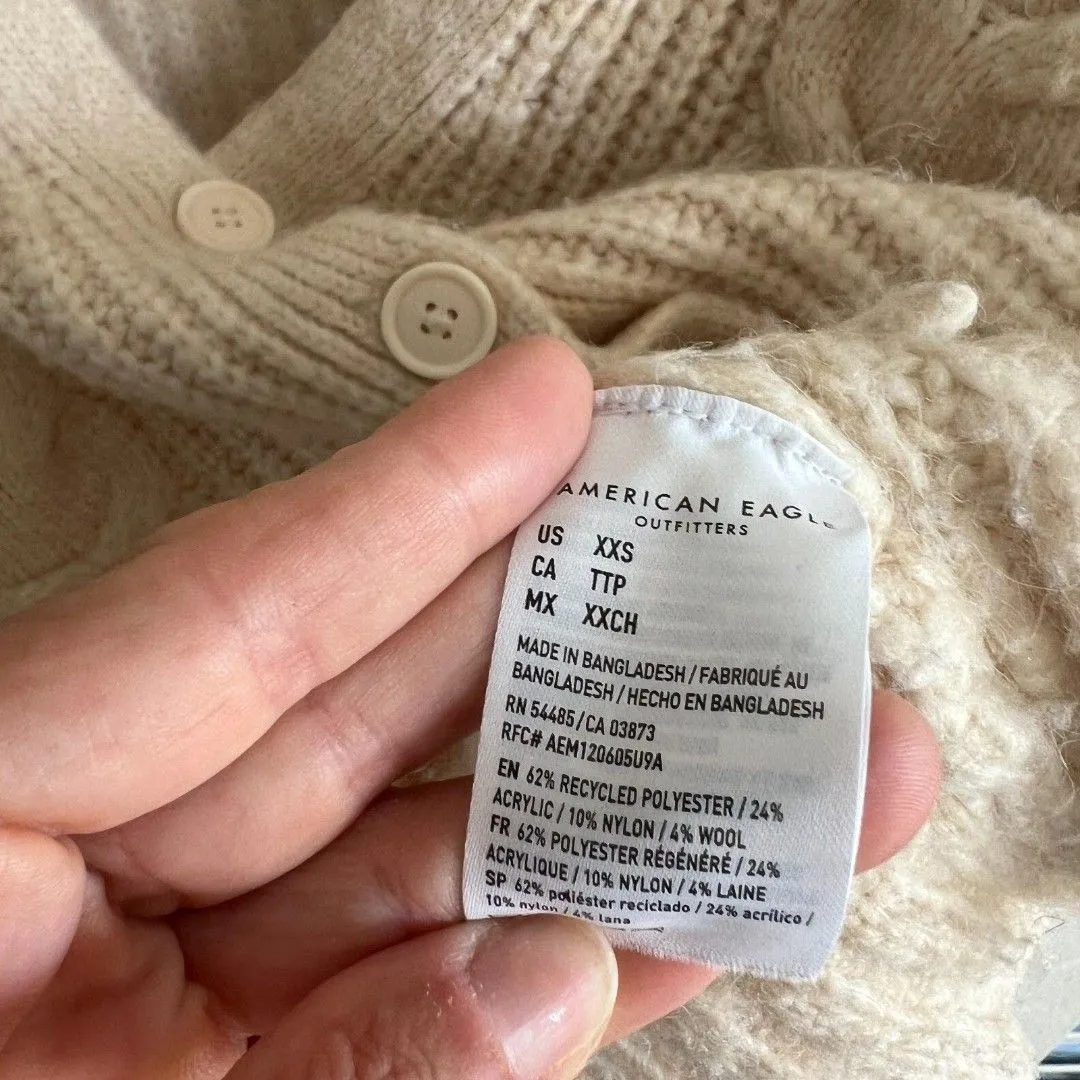 AMERICAN EAGLE
OUTFITTERS
US XXS
CA TTP
MX XXCH
MADE IN BANGLADESH / FABRIQUÉ AU
BANGLADESH / HECHO EN BANGLADESH
RN 54485 / CA 03873
RFC# AEM120605U9A
EN 62% RECYCLED POLYESTER / 24%
ACRYLIC / 10% NYLON / 4% WOOL
FR 62% POLYESTER RÉGÉNÉRÉ / 24%
ACRYLIQUE / 10% NYLON / 4% LAINE
SP 62% poliéster reciclado / 24% acrílico /
10% nylon / 4% lana